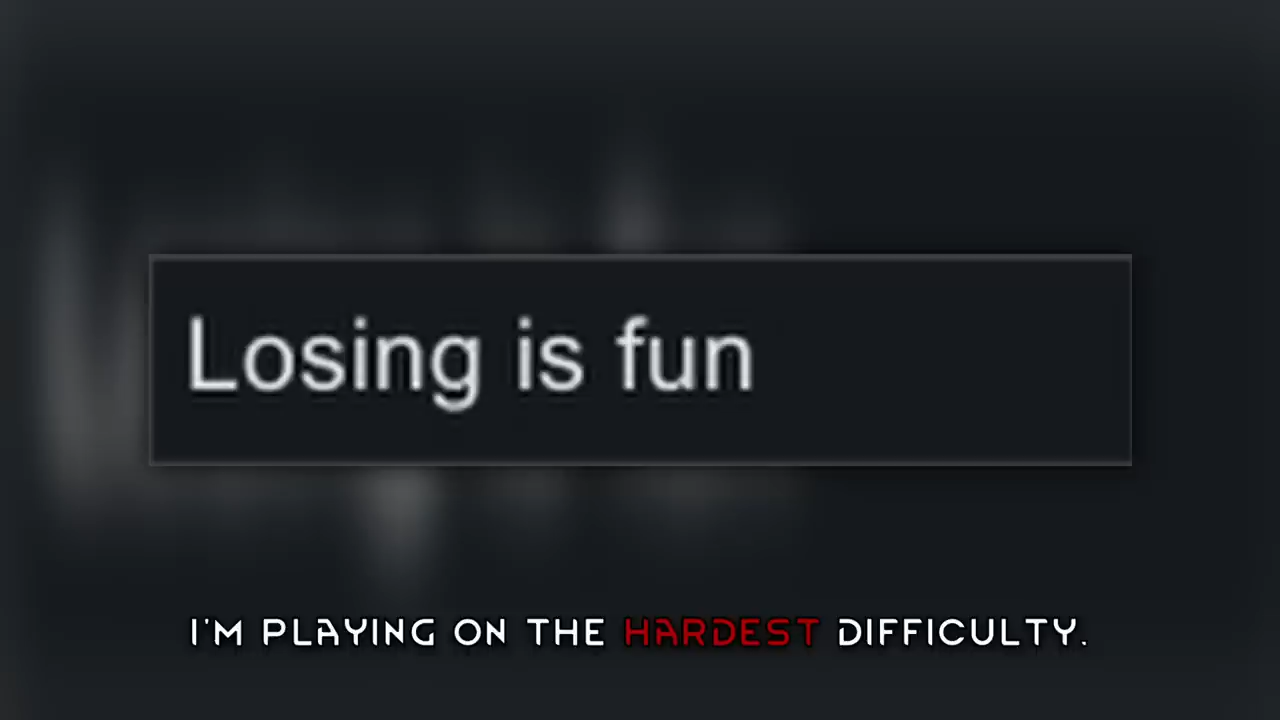 Losing is fun
I'M PLAYING ON THE HARDEST DIFFICULTY.